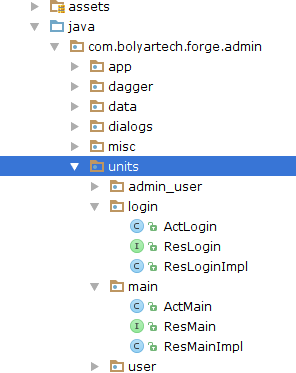 assets
java
com.bolyartech.forge.admin
app
dagger
data
dialogs
misc
units
admin_user
login
C ActLogin
I ResLogin
C ResLoginImpl
main
C ActMain
I ResMain
C ResMainImpl
user